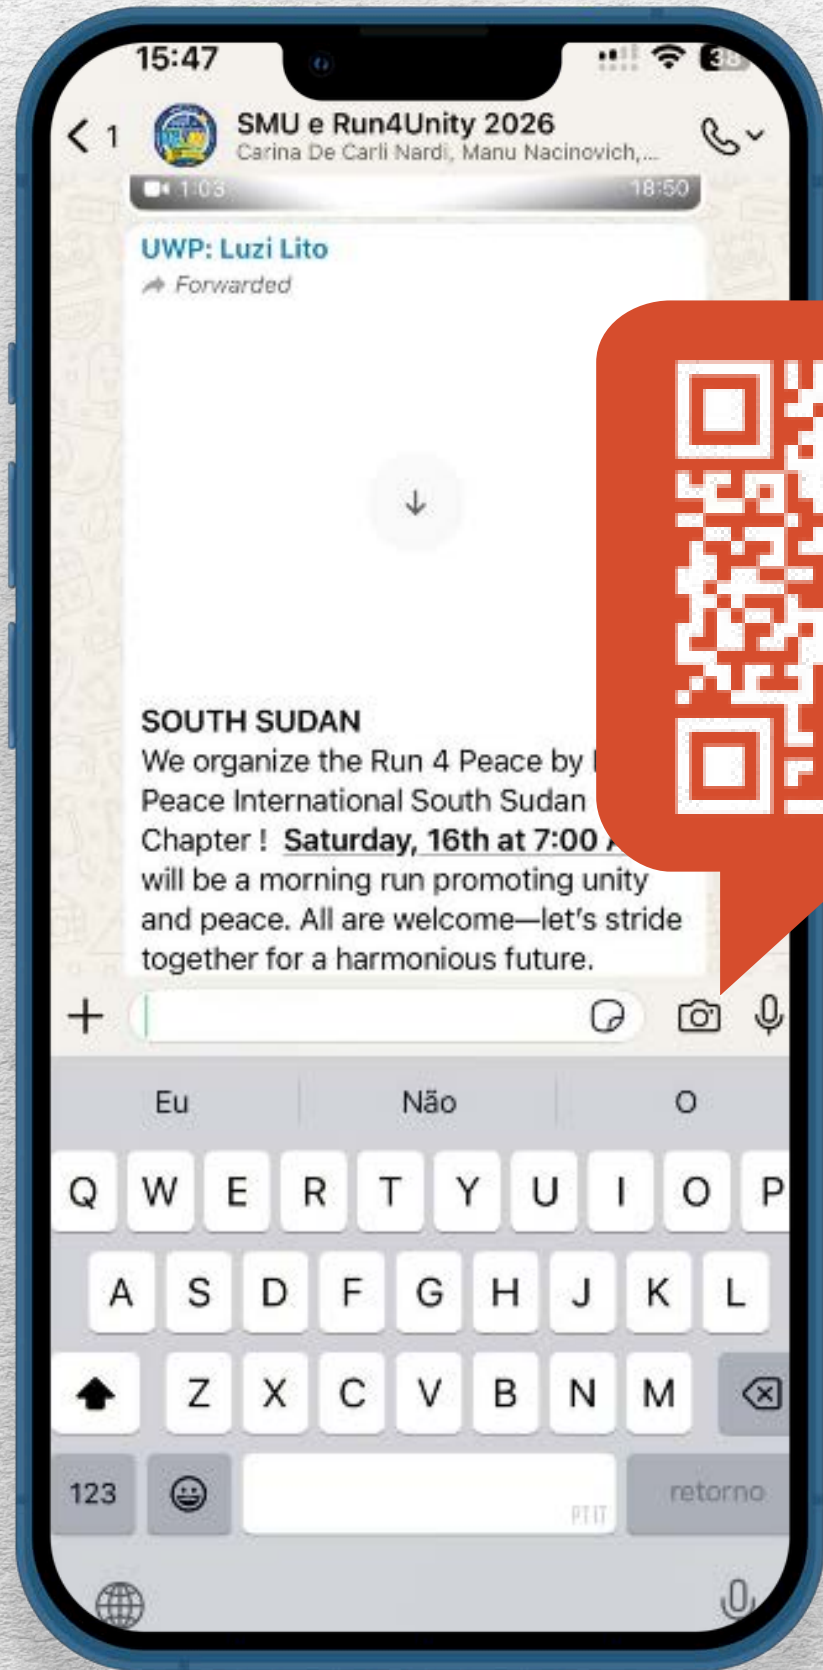 15:47
38
1
SMU e Run4Unity 2026
Carina De Carli Nardi, Manu Nacinovich,...
1:03
18:50
UWP: Luzi Lito
Forwarded
SOUTH SUDAN
We organize the Run 4 Peace by
Peace International South Sudan
Chapter ! Saturday, 16th at 7:00
will be a morning run promoting unity
and peace. All are welcome—let's stride
together for a harmonious future.
Eu Não O
Q W E R T Y U I O P
A S D F G H J K L
Z X C V B N M
123
PT IT
retorno